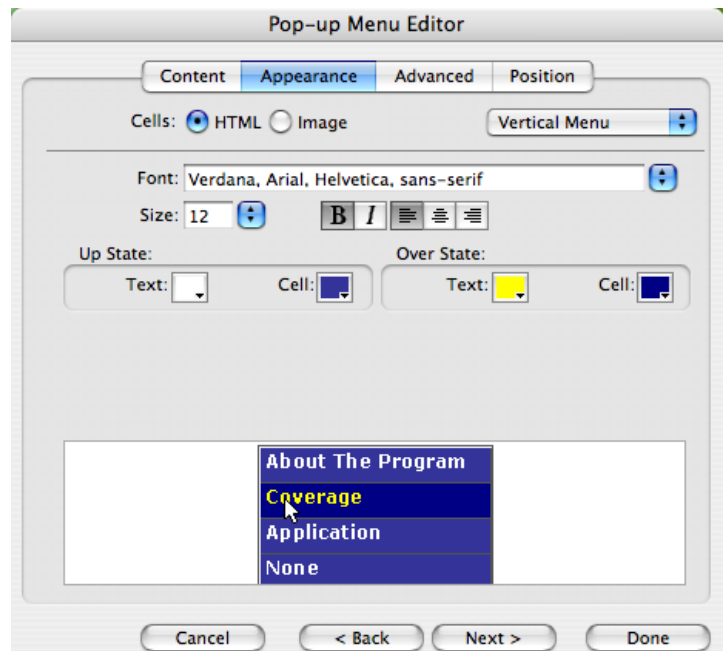 Pop-up Menu Editor
Content Appearance Advanced Position
Cells: HTML Image Vertical Menu
Font: Verdana, Arial, Helvetica, sans-serif
Size: 12 B I
Up State: Over State:
Text: Cell: Text: Cell:
About The Program
Coverage
Application
None
Cancel < Back Next > Done